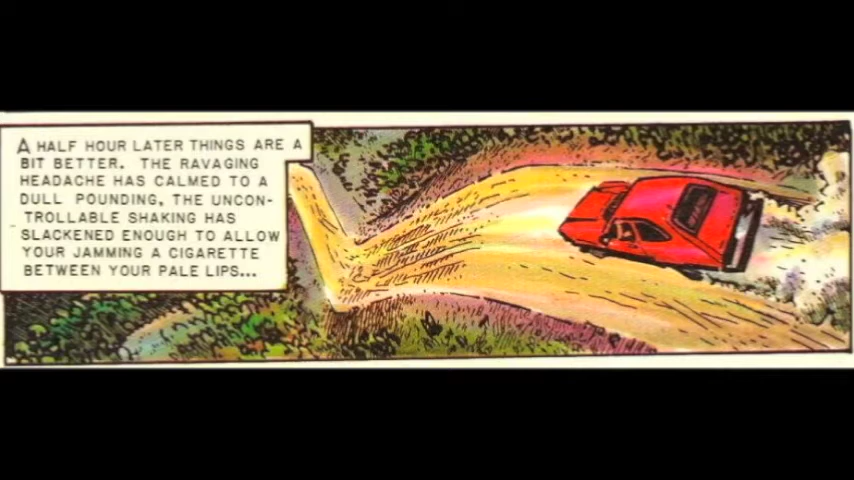 A HALF HOUR LATER THINGS ARE A
BIT BETTER. THE RAVAGING
HEADACHE HAS CALMED TO A
DULL POUNDING, THE UNCON-
TROLLABLE SHAKING HAS
SLACKENED ENOUGH TO ALLOW
YOUR JAMMING A CIGARETTE
BETWEEN YOUR PALE LIPS...